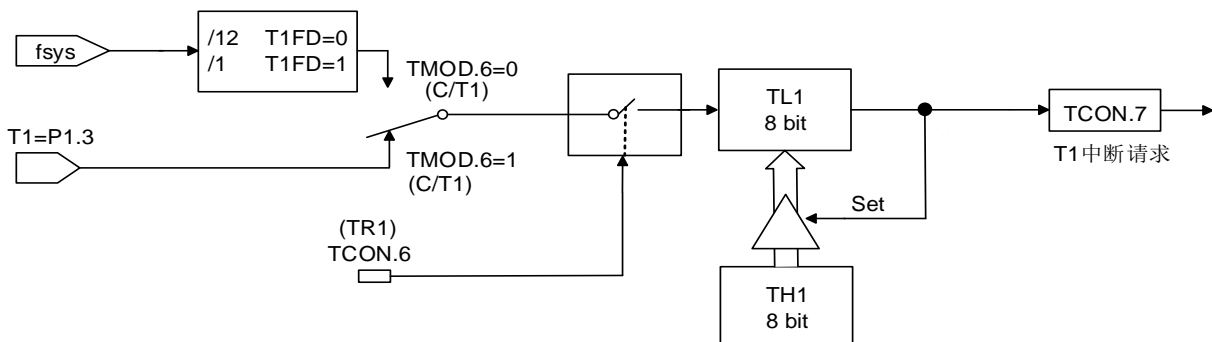 fsys
/12 T1FD=0
/1 T1FD=1
TMOD.6=0
(C/T1)
T1=P1.3
TMOD.6=1
(C/T1)
(TR1)
TCON.6
TL1
8 bit
TCON.7
T1中断请求
Set
TH1
8 bit